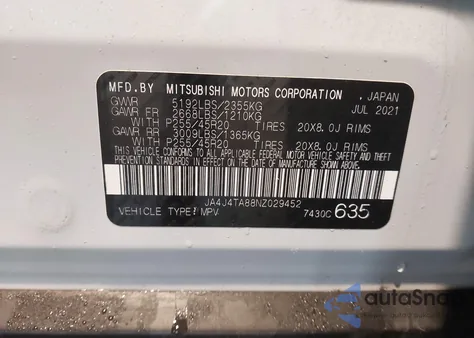 MFD.BY MITSUBISHI MOTORS CORPORATION , JAPAN
GVWR 5192LBS/2355KG JUL 2021
GAWR FR 2668LBS/1210KG
WITH P255/45R20 TIRES 20X8.0J RIMS
GAWR RR 3009LBS/1365KG
WITH P255/45R20 TIRES 20X8.0J RIMS
THIS VEHICLE CONFORMS TO ALL APPLICABLE FEDERAL MOTOR VEHICLE SAFETY AND
THEFT PREVENTION STANDARDS IN EFFECT ON THE DATE OF MANUFACTURE SHOWN ABOVE.
JA4J4TA88NZ029452
VEHICLE TYPE: MPV 7430C 635
autoSnap